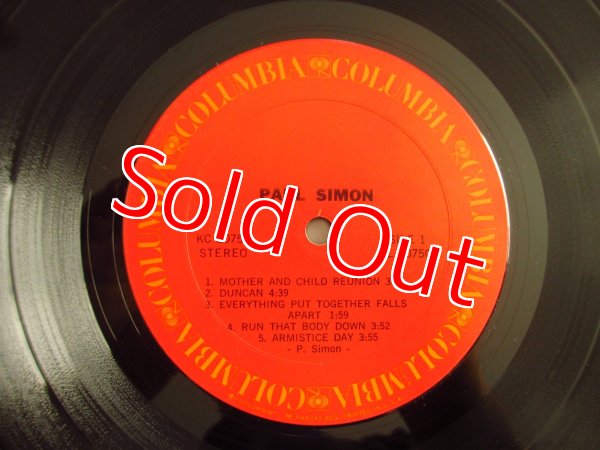 COLUMBIA COLUMBIA COLUMBIA COLUMBIA COLUMBIA COLUMBIA
PAUL SIMON
STEREO
1. MOTHER AND CHILD REUNION
2. DUNCAN 4:39
3. EVERYTHING PUT TOGETHER FALLS
APART 1:59
4. RUN THAT BODY DOWN 3:52
5. ARMISTICE DAY 3:55
- P. Simon -
Sold Out